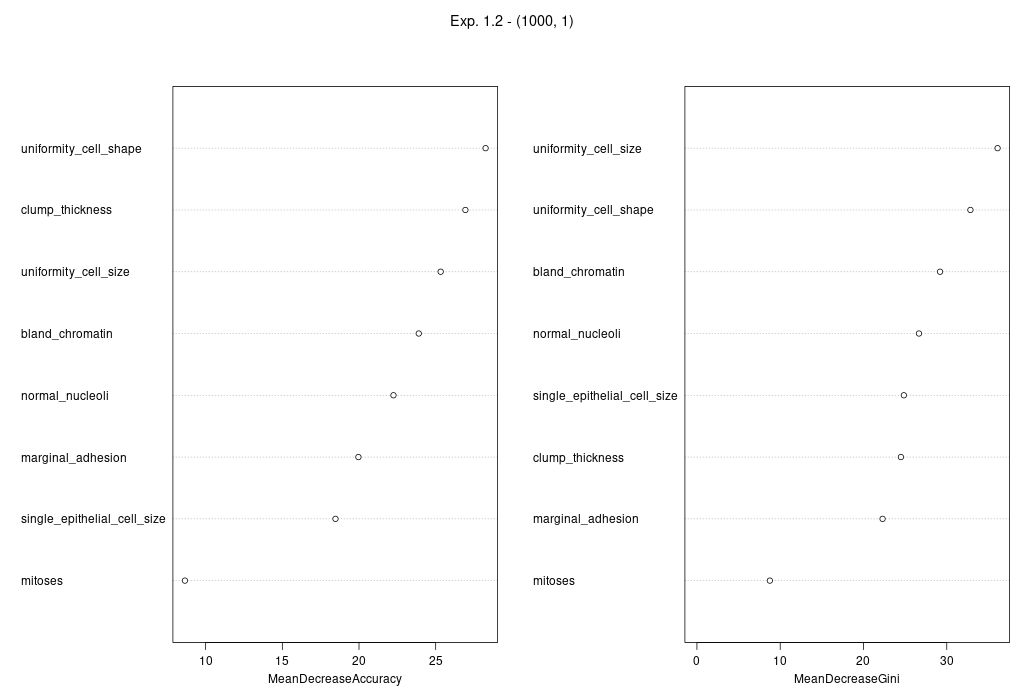 Exp. 1.2 - (1000, 1)
uniformity_cell_shape
clump_thickness
uniformity_cell_size
bland_chromatin
normal_nucleoli
marginal_adhesion
single_epithelial_cell_size
mitoses
10 15 20 25
MeanDecreaseAccuracy
uniformity_cell_size
uniformity_cell_shape
bland_chromatin
normal_nucleoli
single_epithelial_cell_size
clump_thickness
marginal_adhesion
mitoses
0 10 20 30
MeanDecreaseGini